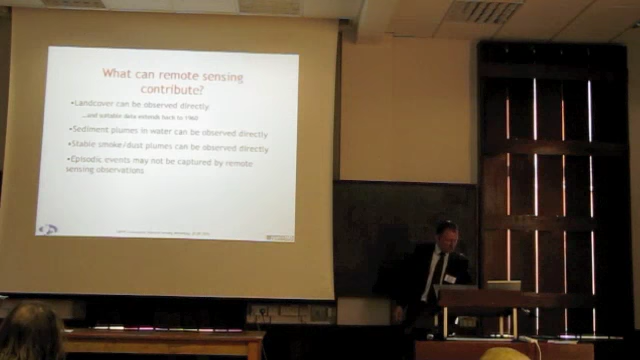 What can remote sensing
contribute?
•Landcover can be observed directly
...and suitable data extends back to 1960
•Sediment plumes in water can be observed directly
•Stable smoke/dust plumes can be observed directly
•Episodic events may not be captured by remote
sensing observations